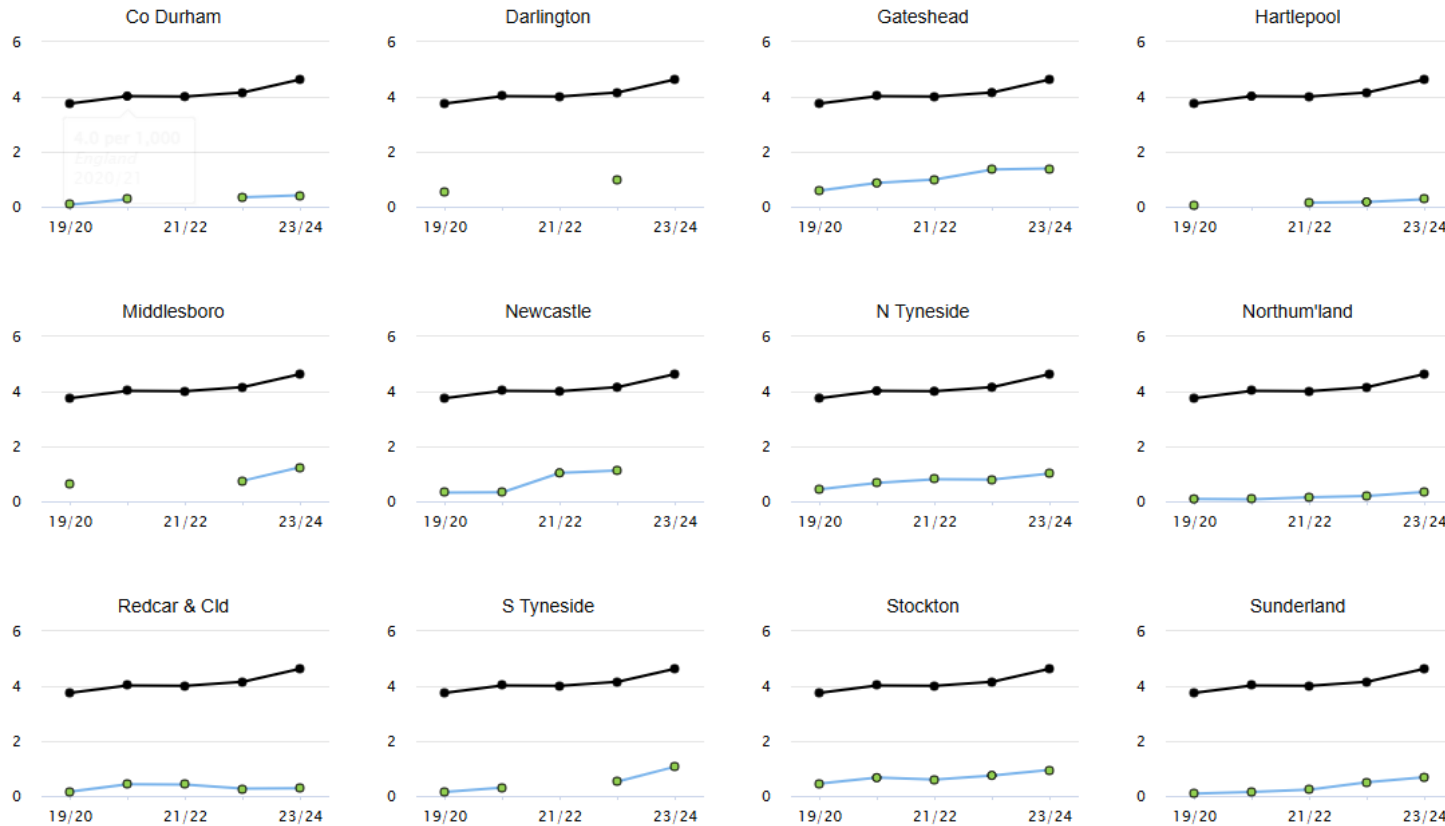 Co Durham
6
4
2
0
4.0 per 1,000
England
2020/21
19/20 21/22 23/24
Darlington
6
4
2
0
19/20 21/22 23/24
Gateshead
6
4
2
0
19/20 21/22 23/24
Hartlepool
6
4
2
0
19/20 21/22 23/24
Middlesboro
6
4
2
0
19/20 21/22 23/24
Newcastle
6
4
2
0
19/20 21/22 23/24
N Tyneside
6
4
2
0
19/20 21/22 23/24
Northum'land
6
4
2
0
19/20 21/22 23/24
Redcar & Cld
6
4
2
0
19/20 21/22 23/24
S Tyneside
6
4
2
0
19/20 21/22 23/24
Stockton
6
4
2
0
19/20 21/22 23/24
Sunderland
6
4
2
0
19/20 21/22 23/24